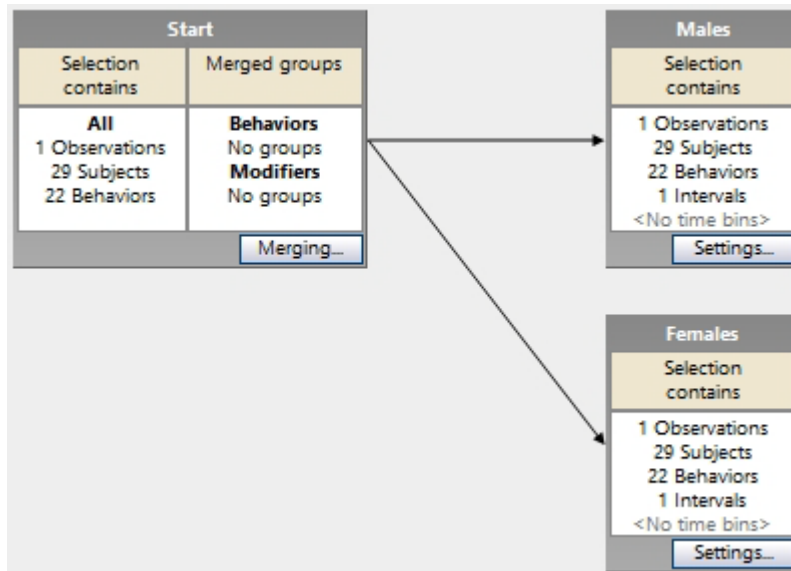 Start
Selection
contains
Merged groups
All
1 Observations
29 Subjects
22 Behaviors
Behaviors
No groups
Modifiers
No groups
Merging...
Males
Selection
contains
1 Observations
29 Subjects
22 Behaviors
1 Intervals
<No time bins>
Settings...
Females
Selection
contains
1 Observations
29 Subjects
22 Behaviors
1 Intervals
<No time bins>
Settings...